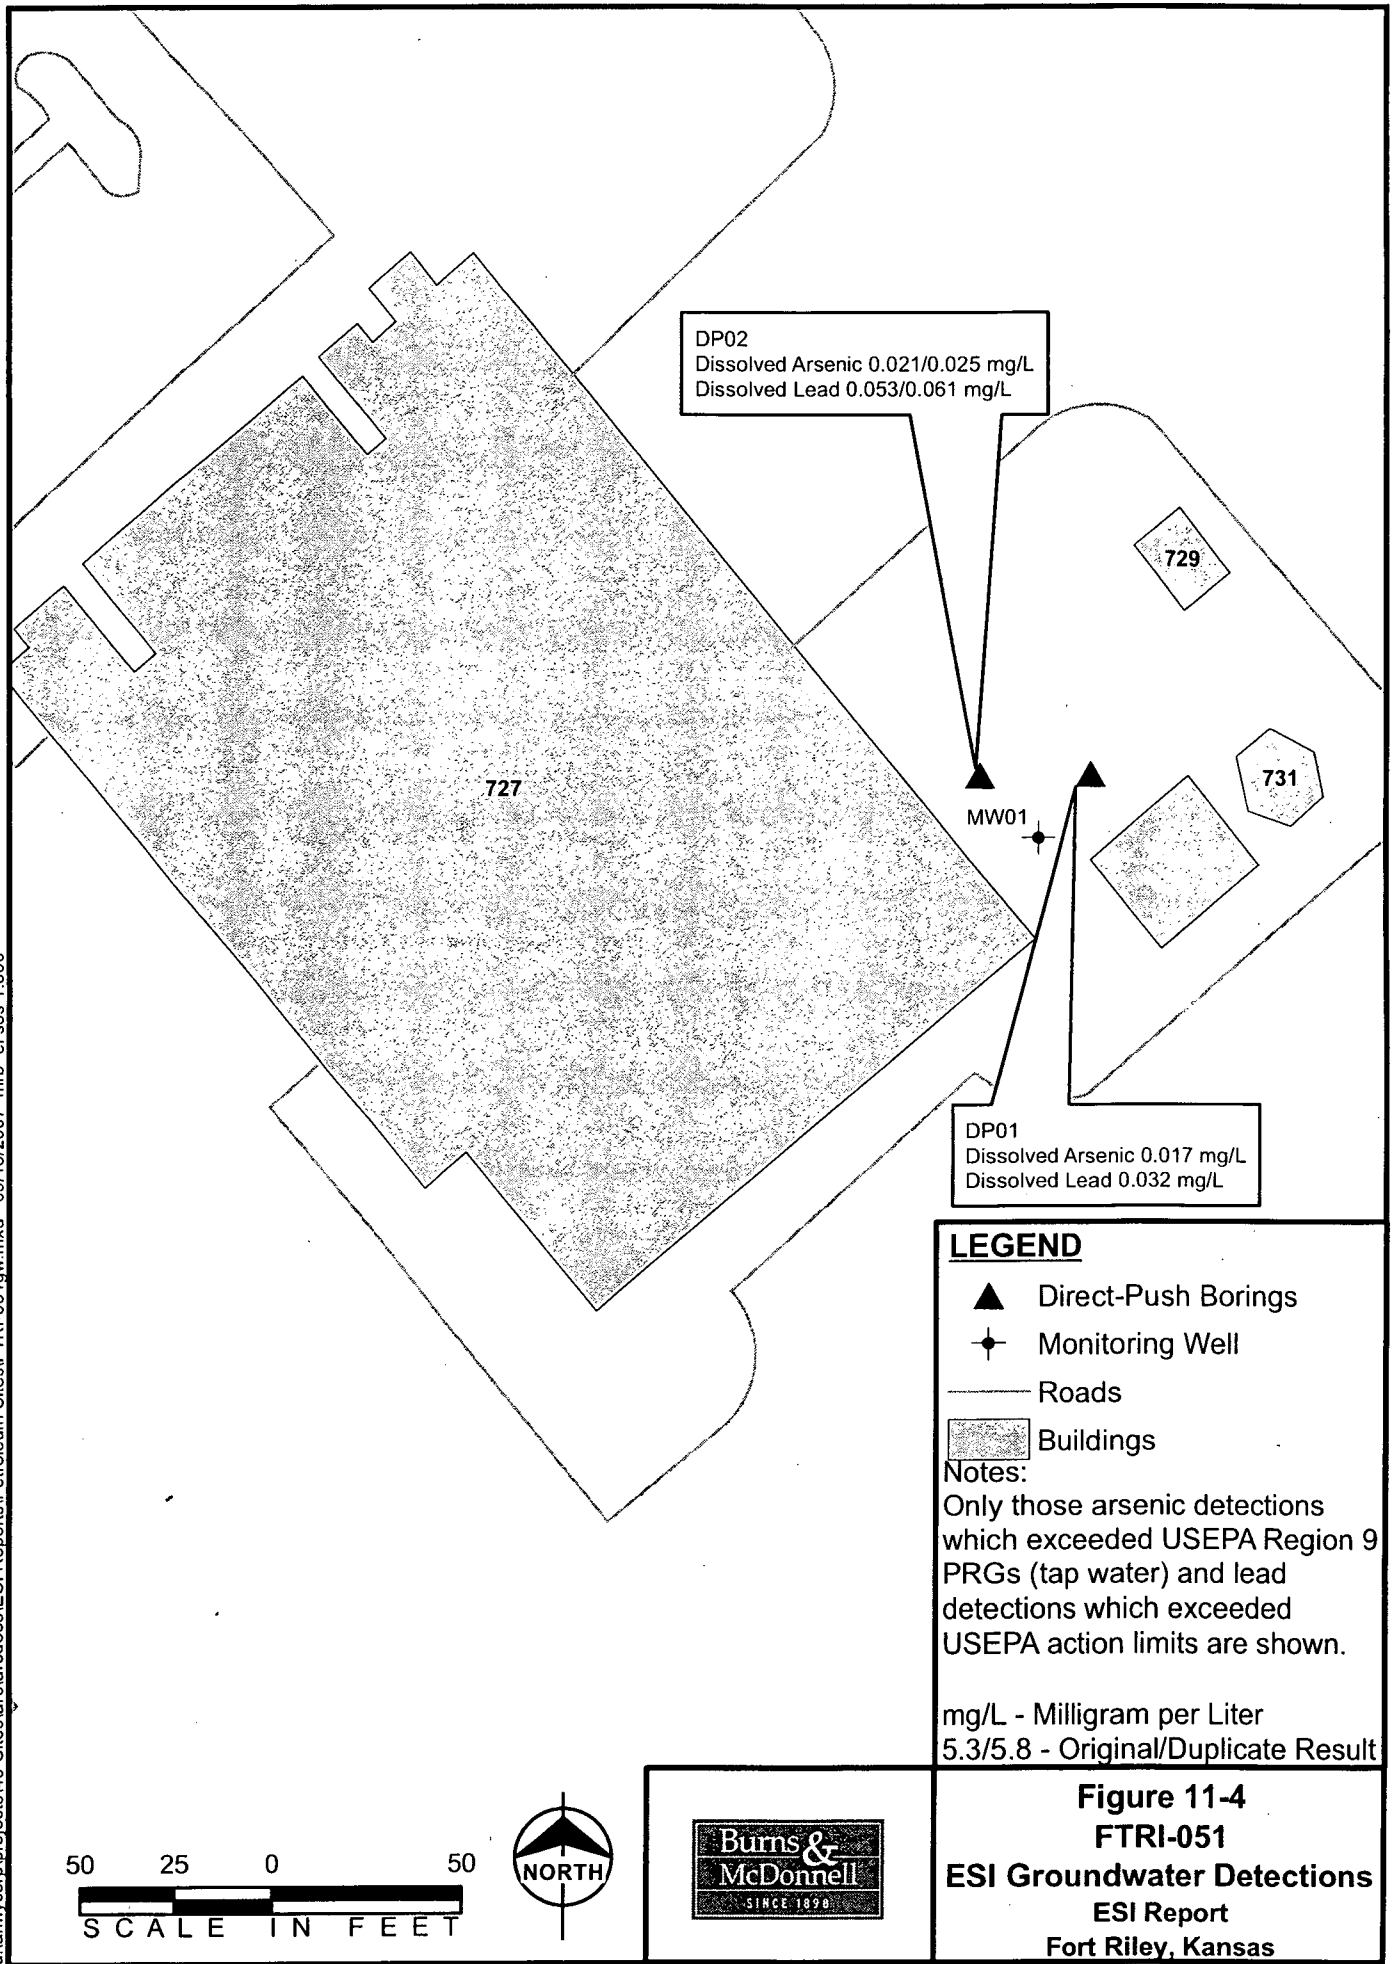 DP02
Dissolved Arsenic 0.021/0.025 mg/L
Dissolved Lead 0.053/0.061 mg/L
729
731
727
MW01
DP01
Dissolved Arsenic 0.017 mg/L
Dissolved Lead 0.032 mg/L
LEGEND
Direct-Push Borings
Monitoring Well
Roads
Buildings
Notes:
Only those arsenic detections
which exceeded USEPA Region 9
PRGs (tap water) and lead
detections which exceeded
USEPA action limits are shown.
mg/L - Milligram per Liter
5.3/5.8 - Original/Duplicate Result
50 25 0 50
SCALE IN FEET
NORTH
Burns &
McDonnell
SINCE 1898
Figure 11-4
FTRI-051
ESI Groundwater Detections
ESI Report
Fort Riley, Kansas